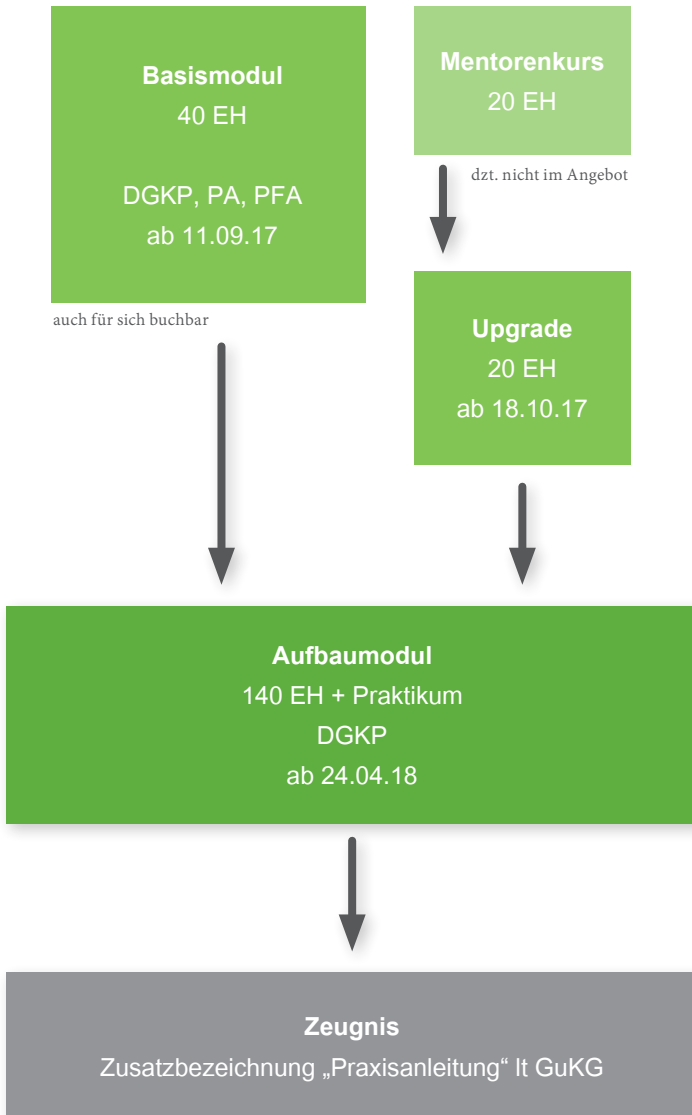 Basismodul
40 EH
DGKP, PA, PFA
ab 11.09.17
auch für sich buchbar
Mentorenkurs
20 EH
dzt. nicht im Angebot
Upgrade
20 EH
ab 18.10.17
Aufbaumodul
140 EH + Praktikum
DGKP
ab 24.04.18
Zeugnis
Zusatzbezeichnung „Praxisanleitung“ lt GuKG